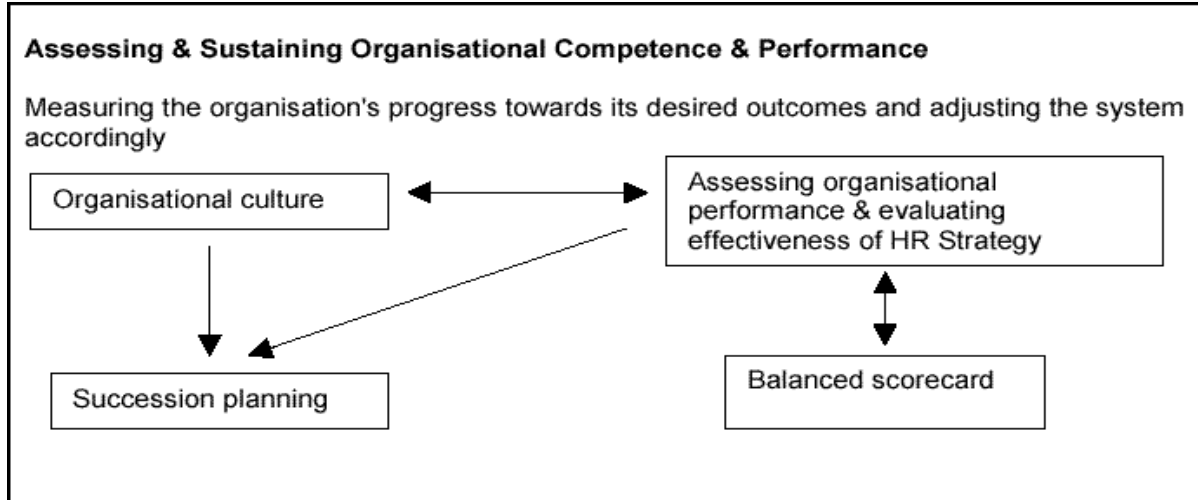 Assessing & Sustaining Organisational Competence & Performance
Measuring the organisation's progress towards its desired outcomes and adjusting the system
accordingly
Organisational culture
Assessing organisational
performance & evaluating
effectiveness of HR Strategy
Succession planning
Balanced scorecard